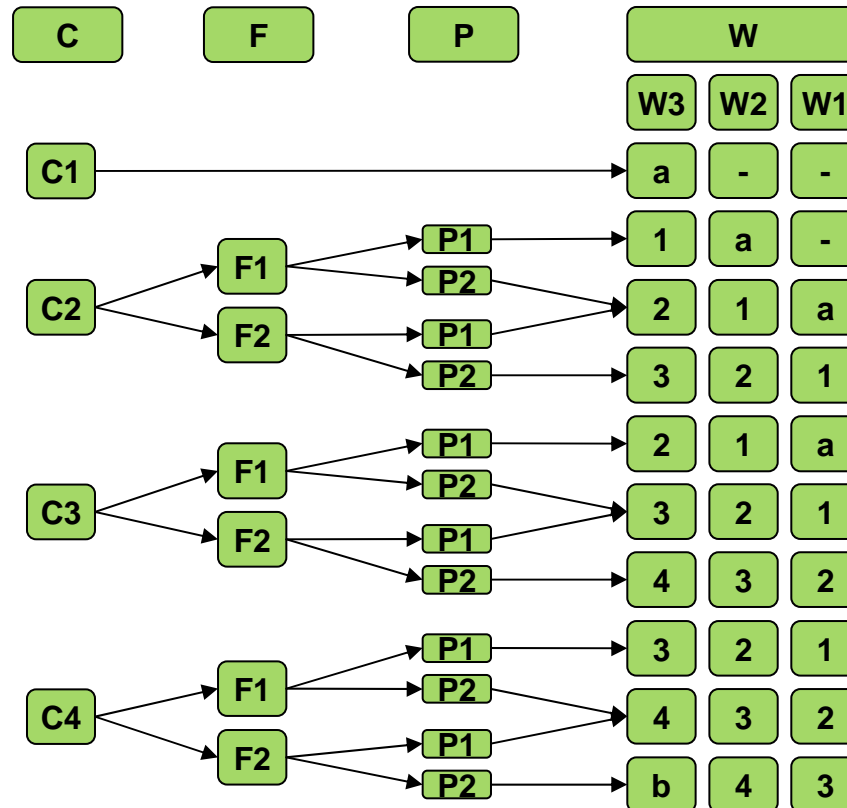 C F P W
W3 W2 W1
C1 a - -
P1 1 a -
F1
P2
C2 2 1 a
F2 P1
P2 3 2 1
P1 2 1 a
F1
P2
C3 3 2 1
F2 P1
P2 4 3 2
P1 3 2 1
F1 P2
C4 4 3 2
F2 P1
P2 b 4 3